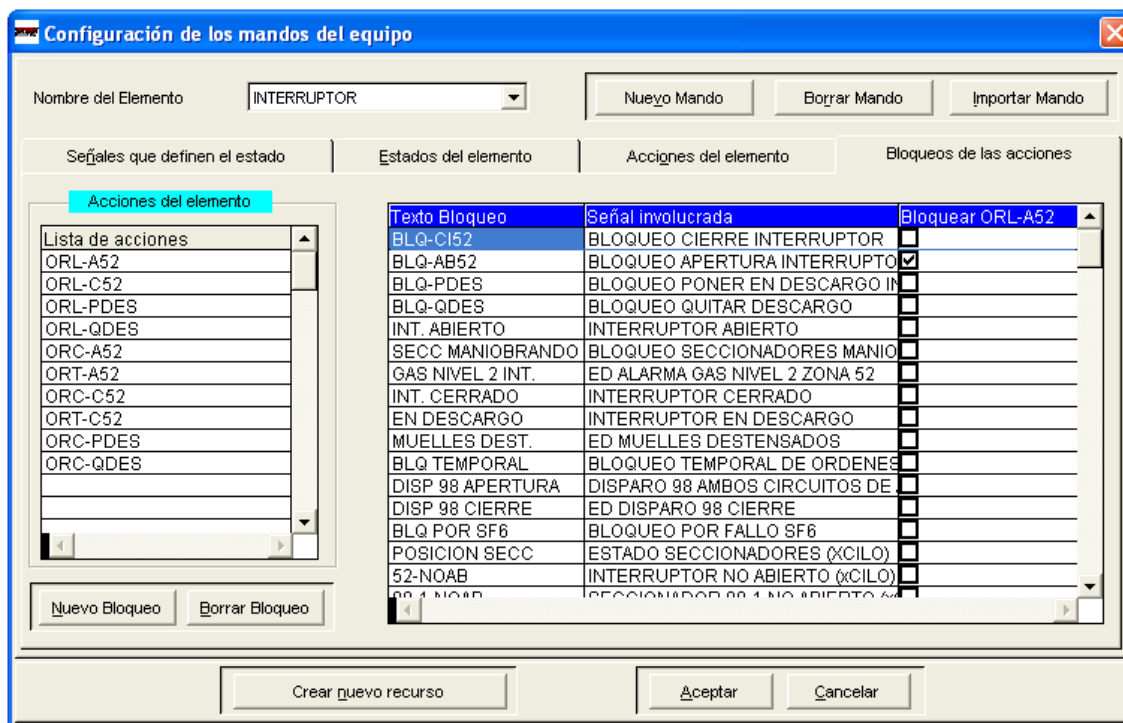 Configuración de los mandos del equipo
Nombre del Elemento INTERRUPTOR Nuevo Mando Borrar Mando Importar Mando
Señales que definen el estado Estados del elemento Acciones del elemento Bloqueos de las acciones
Acciones del elemento
Lista de acciones
ORL-A52
ORL-C52
ORL-PDES
ORL-QDES
ORC-A52
ORT-A52
ORC-C52
ORT-C52
ORC-PDES
ORC-QDES
Nuevo Bloqueo Borrar Bloqueo
Texto Bloqueo Señal involucrada Bloquear ORL-A52
BLQ-CI52 BLOQUEO CIERRE INTERRUPTOR
BLQ-AB52 BLOQUEO APERTURA INTERRUPTO
BLQ-PDES BLOQUEO PONER EN DESCARGO IN
BLQ-QDES BLOQUEO QUITAR DESCARGO
INT. ABIERTO INTERRUPTOR ABIERTO
SECC MANIOBRANDO BLOQUEO SECCIONADORES MANIO
GAS NIVEL 2 INT. ED ALARMA GAS NIVEL 2 ZONA 52
INT. CERRADO INTERRUPTOR CERRADO
EN DESCARGO INTERRUPTOR EN DESCARGO
MUELLES DEST. ED MUELLES DESTENSADOS
BLQ TEMPORAL BLOQUEO TEMPORAL DE ORDENES
DISP 98 APERTURA DISPARO 98 AMBOS CIRCUITOS DE
DISP 98 CIERRE ED DISPARO 98 CIERRE
BLQ POR SF6 BLOQUEO POR FALLO SF6
POSICION SECC ESTADO SECCIONADORES (XCILO)
52-NOAB INTERRUPTOR NO ABIERTO (xCILO)
Crear nuevo recurso Aceptar Cancelar